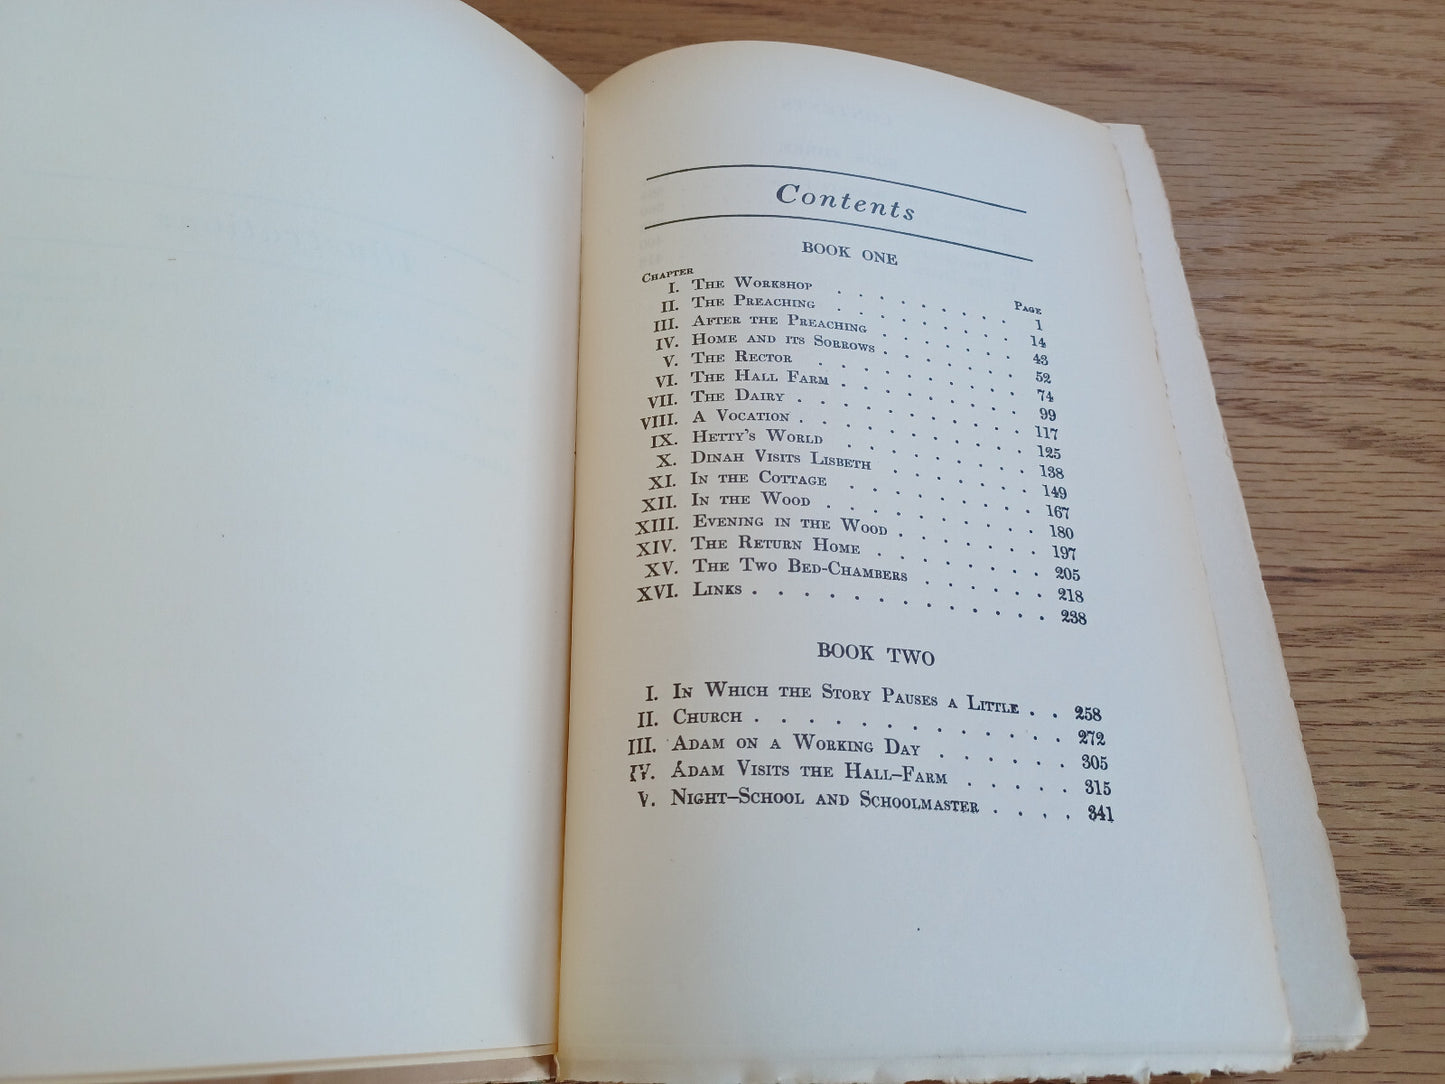 Contents
BOOK ONE
CHAPTER PAGE
I. THE WORKSHOP . . . . . . . . . 1
II. THE PREACHING . . . . . . . . . 14
III. AFTER THE PREACHING . . . . . . . 43
IV. HOME AND ITS SORROWS . . . . . . . 52
V. THE RECTOR . . . . . . . . . 74
VI. THE HALL FARM . . . . . . . . . 99
VII. THE DAIRY . . . . . . . . . . 117
VIII. A VOCATION . . . . . . . . . . 125
IX. HETTY'S WORLD . . . . . . . . . 138
X. DINAH VISITS LISBETH . . . . . . . 149
XI. IN THE COTTAGE . . . . . . . . . 167
XII. IN THE WOOD . . . . . . . . . 180
XIII. EVENING IN THE WOOD . . . . . . . 197
XIV. THE RETURN HOME . . . . . . . . 205
XV. THE TWO BED-CHAMBERS . . . . . . 218
XVI. LINKS . . . . . . . . . . . . 238
BOOK TWO
I. IN WHICH THE STORY PAUSES A LITTLE . . 258
II. CHURCH . . . . . . . . . . . . 272
III. ADAM ON A WORKING DAY . . . . . . 305
IV. ADAM VISITS THE HALL–FARM . . . . . 315
V. NIGHT–SCHOOL AND SCHOOLMASTER . . . . 341